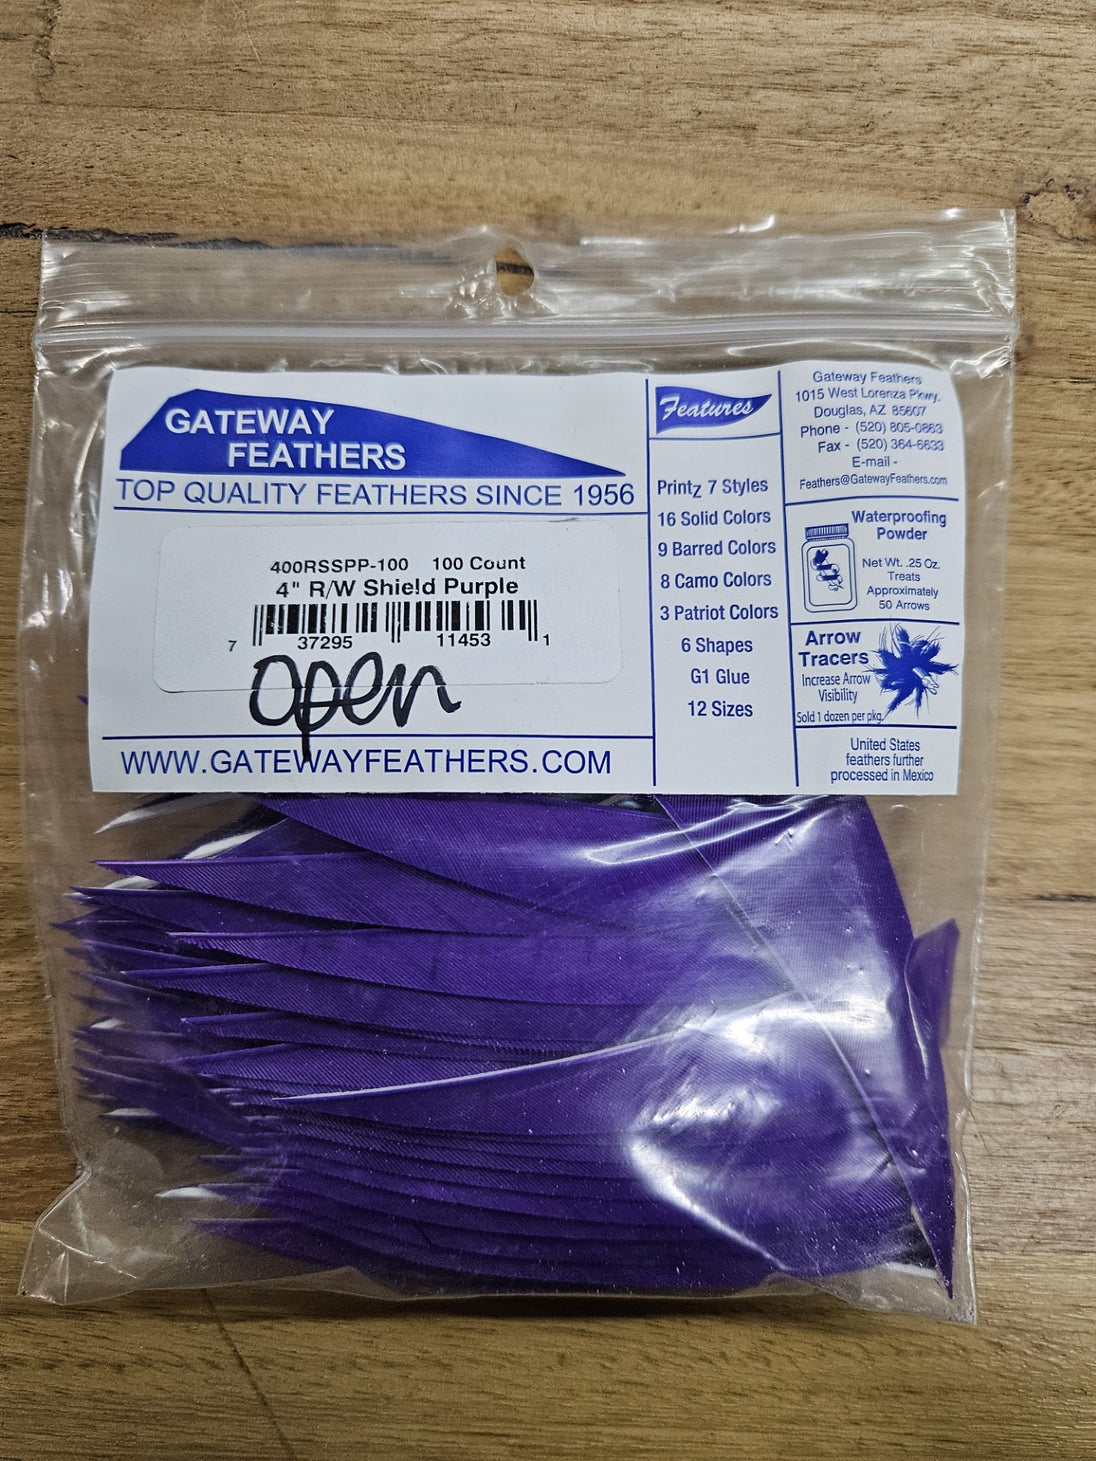 GATEWAY
FEATHERS
TOP QUALITY FEATHERS SINCE 1956
400RSSPP-100 100 Count
4" R/W Shield Purple
7 37295 11453 1
open
WWW.GATEWAYFEATHERS.COM
Features
Printz 7 Styles
16 Solid Colors
9 Barred Colors
8 Camo Colors
3 Patriot Colors
6 Shapes
G1 Glue
12 Sizes
Gateway Feathers
1015 West Lorenza Pkwy.
Douglas, AZ 85607
Phone - (520) 805-0863
Fax - (520) 364-6633
E-mail -
Feathers@GatewayFeathers.com
Waterproofing
Powder
Net Wt. .25 Oz.
Treats
Approximately
50 Arrows
Arrow
Tracers
Increase Arrow
Visibility
Sold 1 dozen per pkg.
United States
feathers further
processed in Mexico